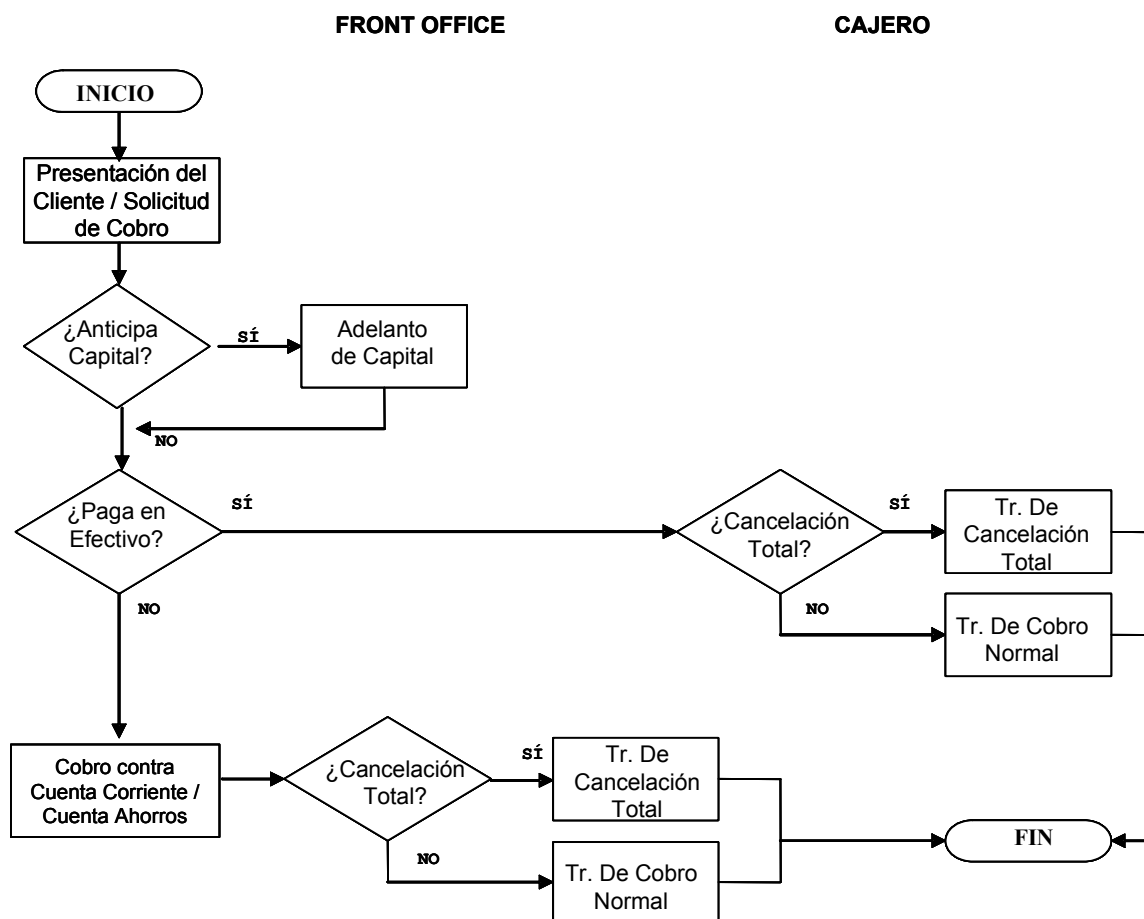 FRONT OFFICE
CAJERO
INICIO
Presentación del
Cliente / Solicitud
de Cobro
¿Anticipa
Capital?
SÍ
Adelanto
de Capital
NO
¿Paga en
Efectivo?
SÍ
¿Cancelación
Total?
SÍ
Tr. De
Cancelación
Total
NO
NO
Tr. De Cobro
Normal
Cobro contra
Cuenta Corriente /
Cuenta Ahorros
¿Cancelación
Total?
SÍ
Tr. De
Cancelación
Total
NO
Tr. De Cobro
Normal
FIN